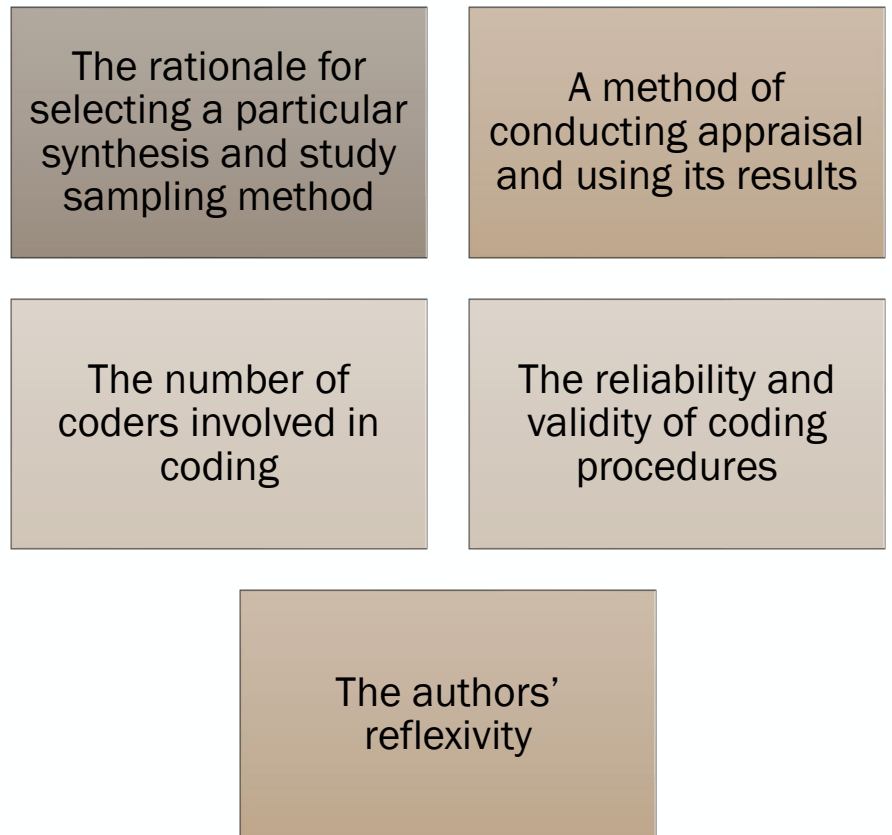 The rationale for
selecting a particular
synthesis and study
sampling method
A method of
conducting appraisal
and using its results
The number of
coders involved in
coding
The reliability and
validity of coding
procedures
The authors’
reflexivity